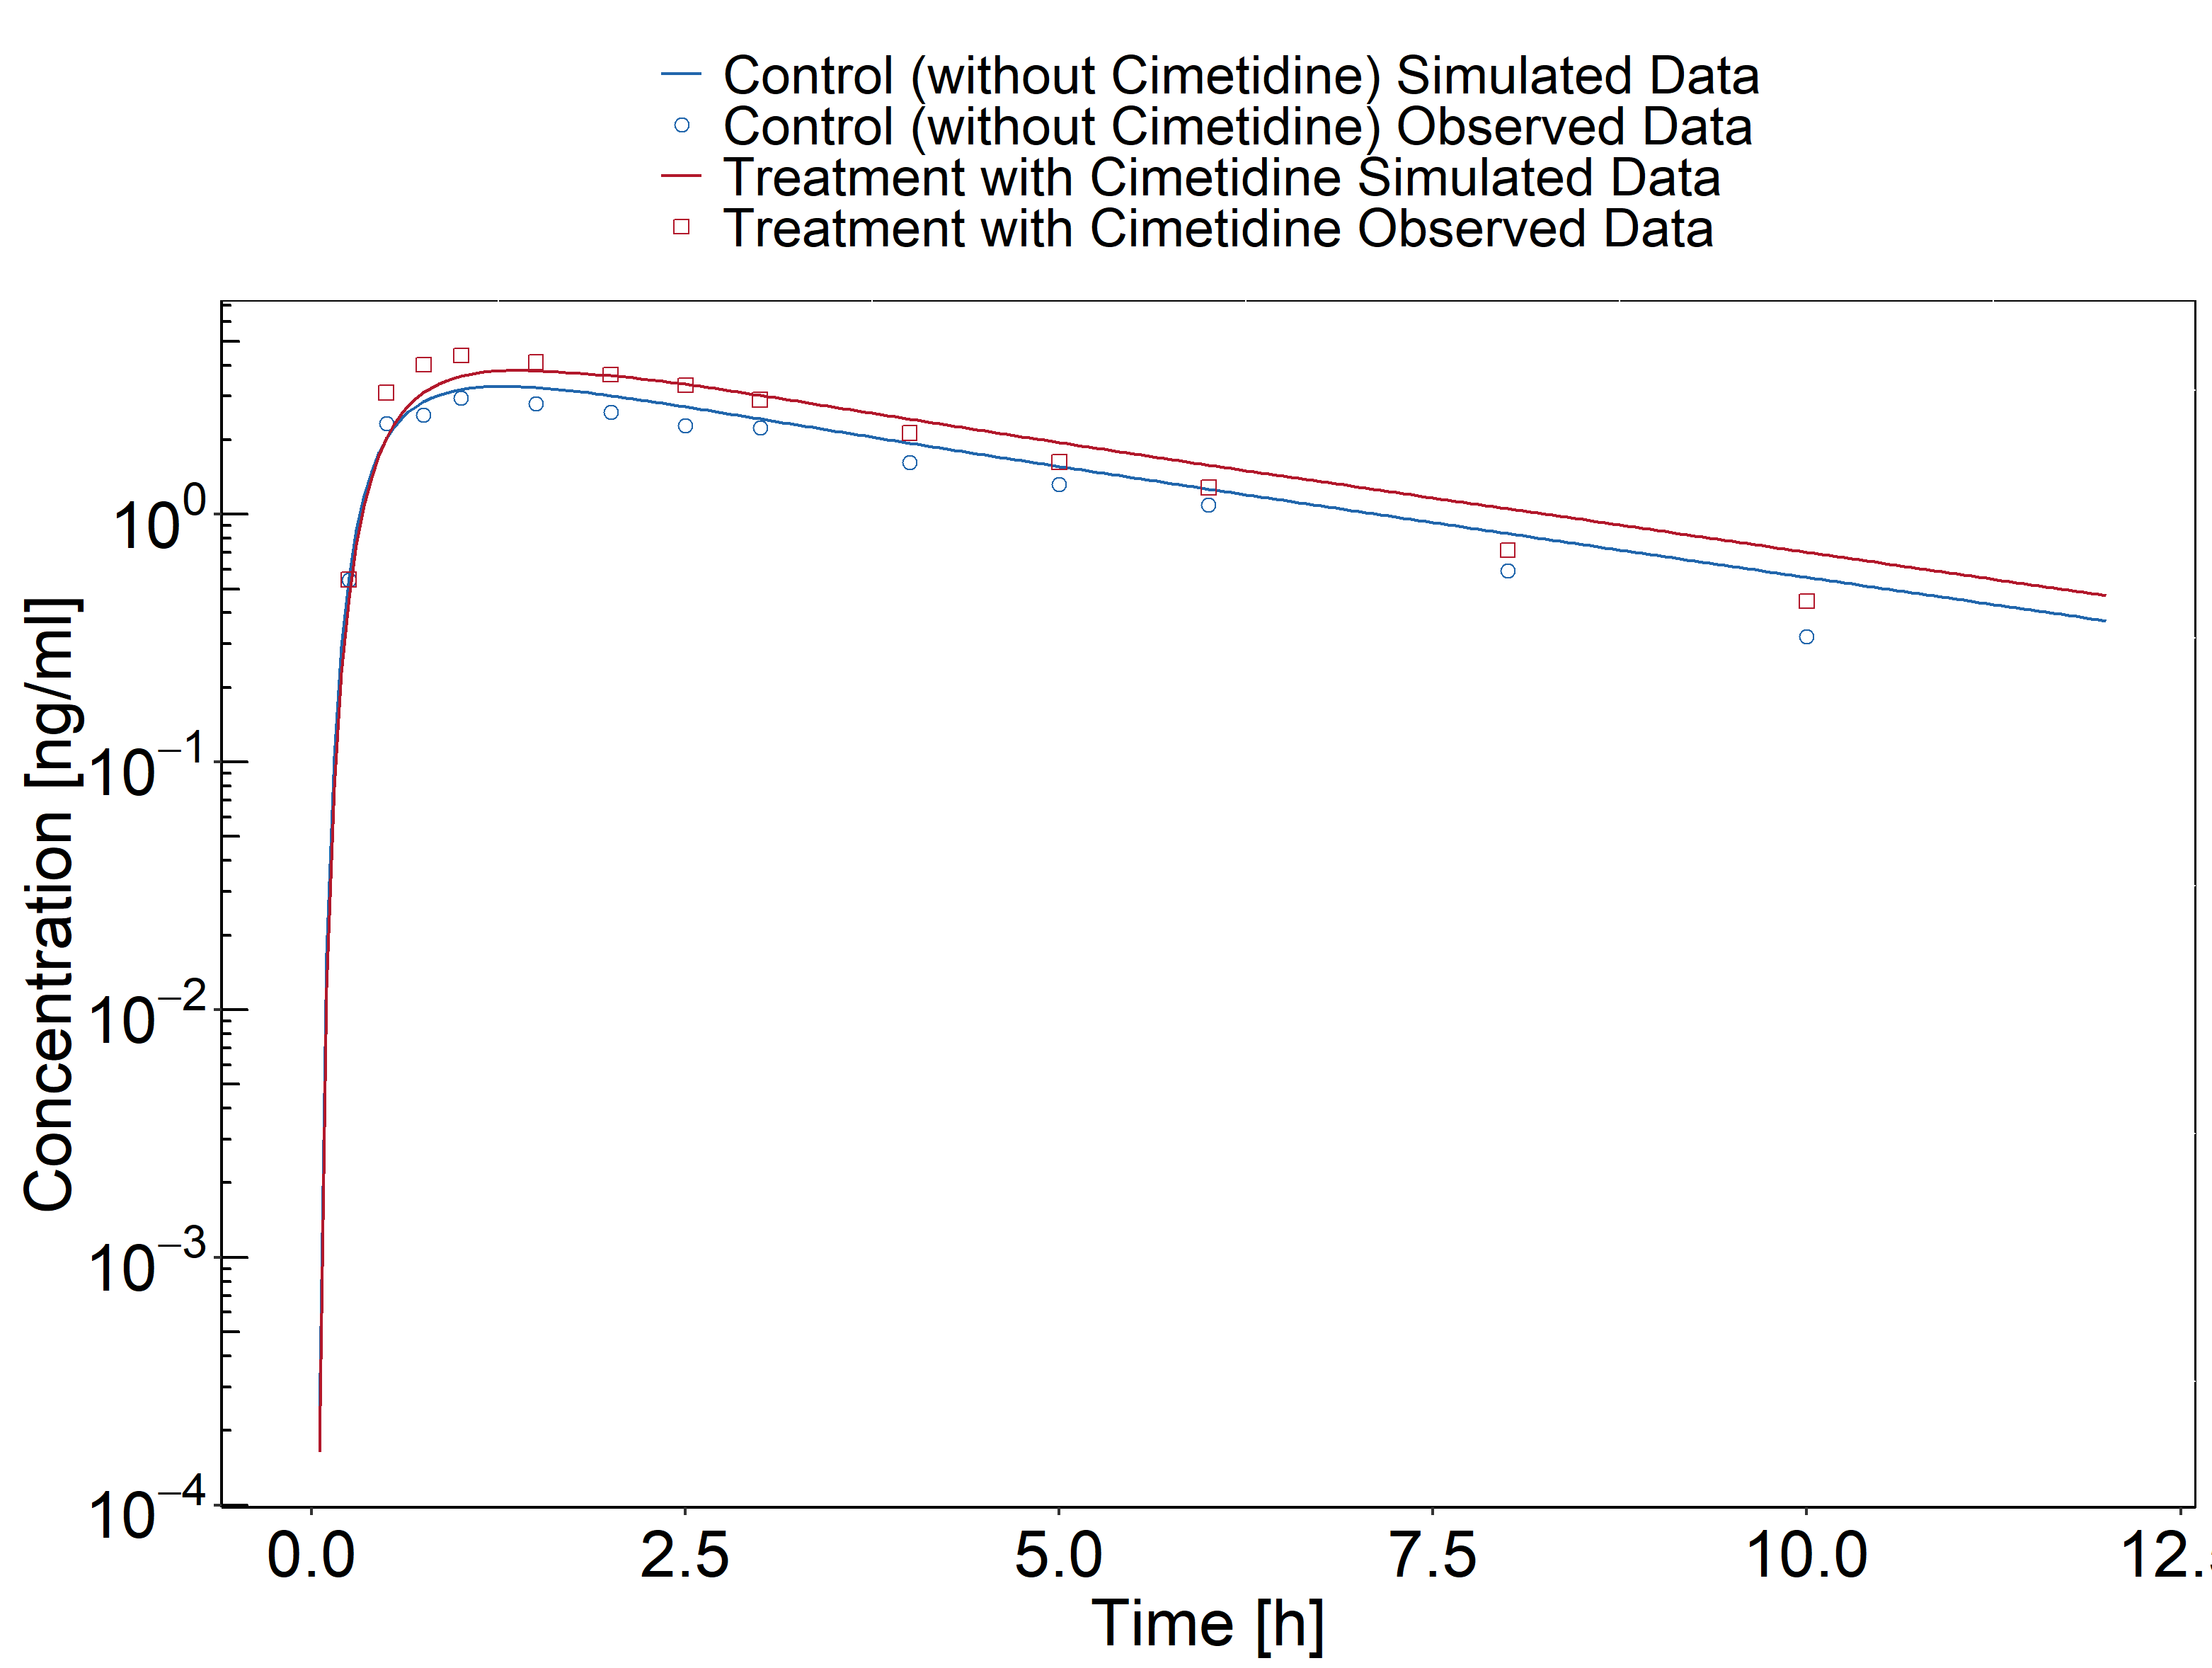 Control (without Cimetidine) Simulated Data
Control (without Cimetidine) Observed Data
Treatment with Cimetidine Simulated Data
Treatment with Cimetidine Observed Data
Concentration [ng/ml]
10⁰
10⁻¹
10⁻²
10⁻³
10⁻⁴
0.0 2.5 5.0 7.5 10.0
Time [h]